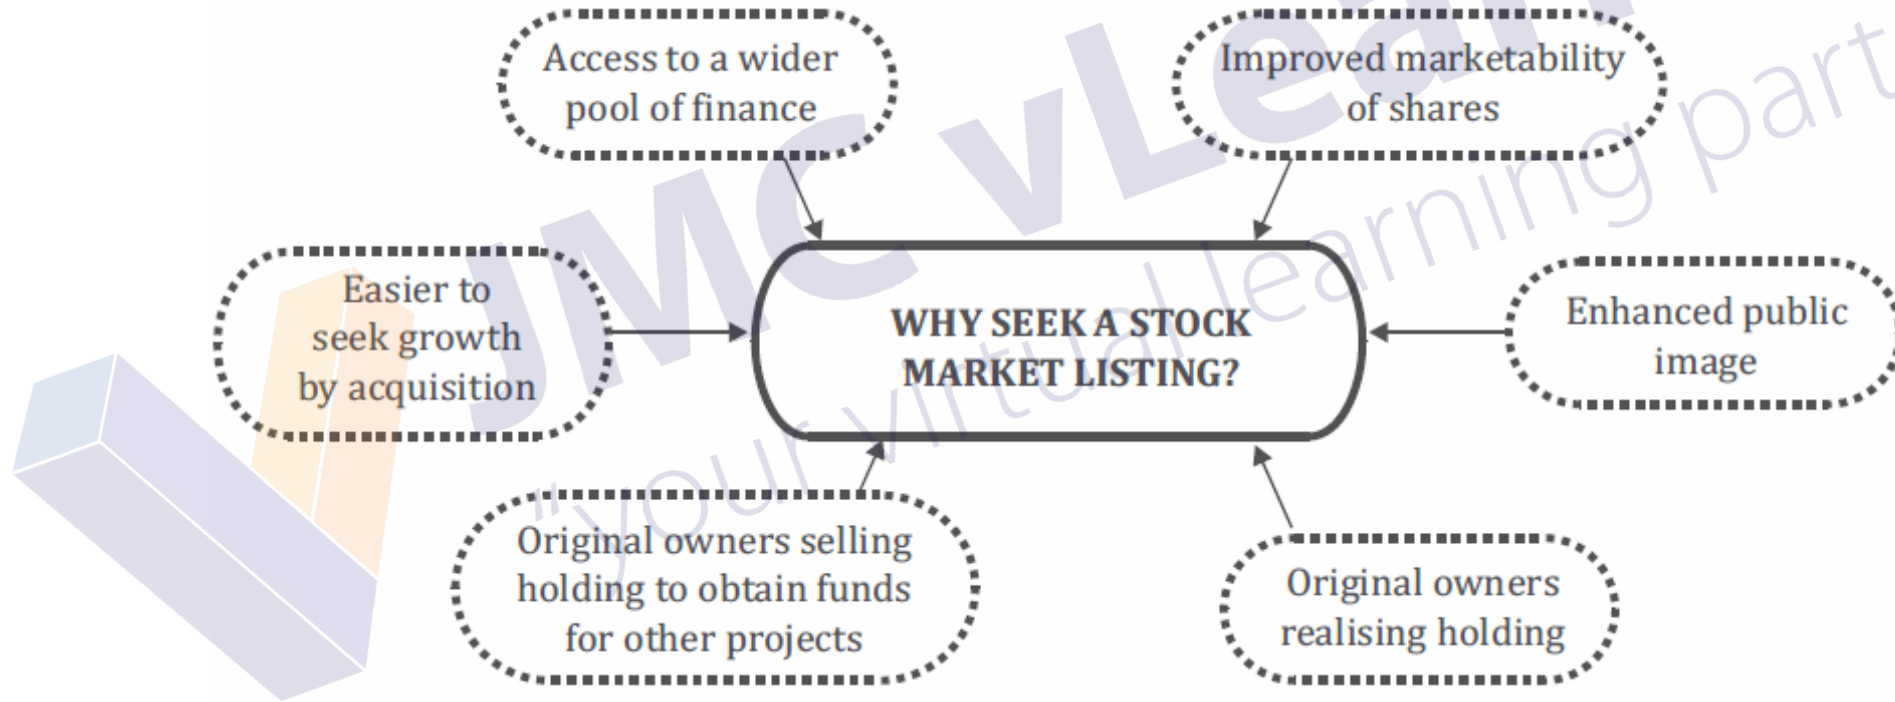 Access to a wider
pool of finance
Improved marketability
of shares
Easier to
seek growth
by acquisition
WHY SEEK A STOCK
MARKET LISTING?
Enhanced public
image
Original owners selling
holding to obtain funds
for other projects
Original owners
realising holding
JMC
"your virtual learning